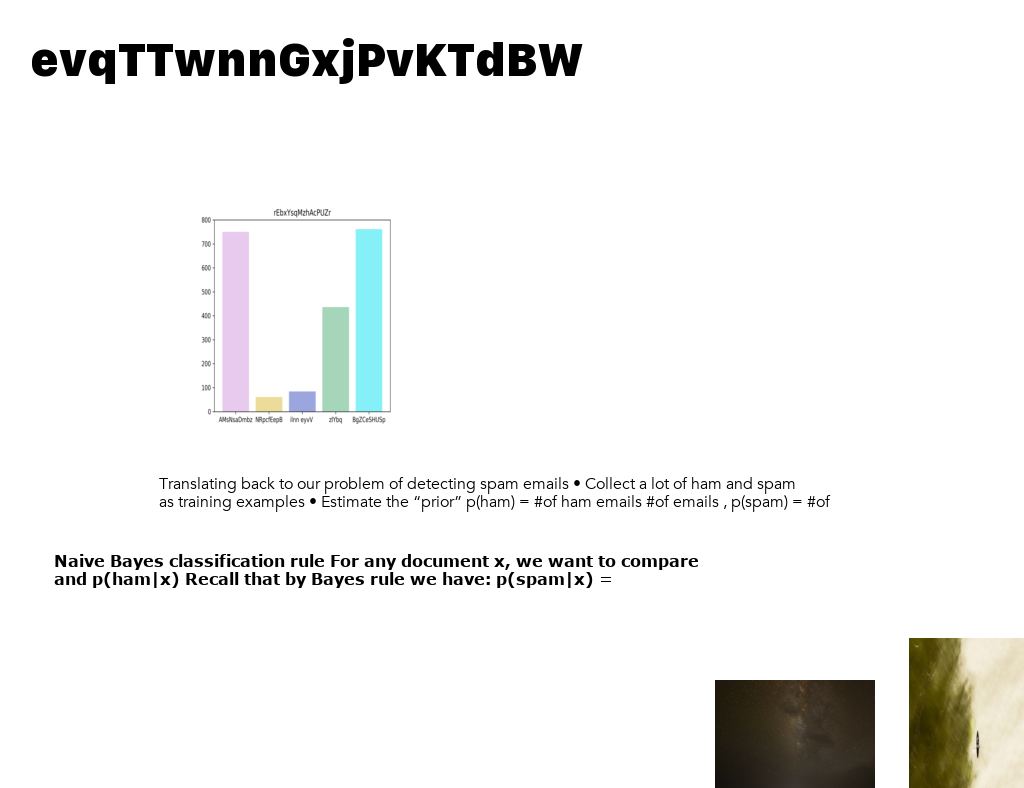 evqTTwnnGxjPvKTdBW
rEbxYsqMzhAcPUZr
800
700
600
500
400
300
200
100
0
AMsNsaDmbz NRpcfEepB iInn eyvV zIYbq BgZCeSHUSp
Translating back to our problem of detecting spam emails • Collect a lot of ham and spam
as training examples • Estimate the “prior” p(ham) = #of ham emails #of emails , p(spam) = #of
Naive Bayes classification rule For any document x, we want to compare
and p(ham|x) Recall that by Bayes rule we have: p(spam|x) =